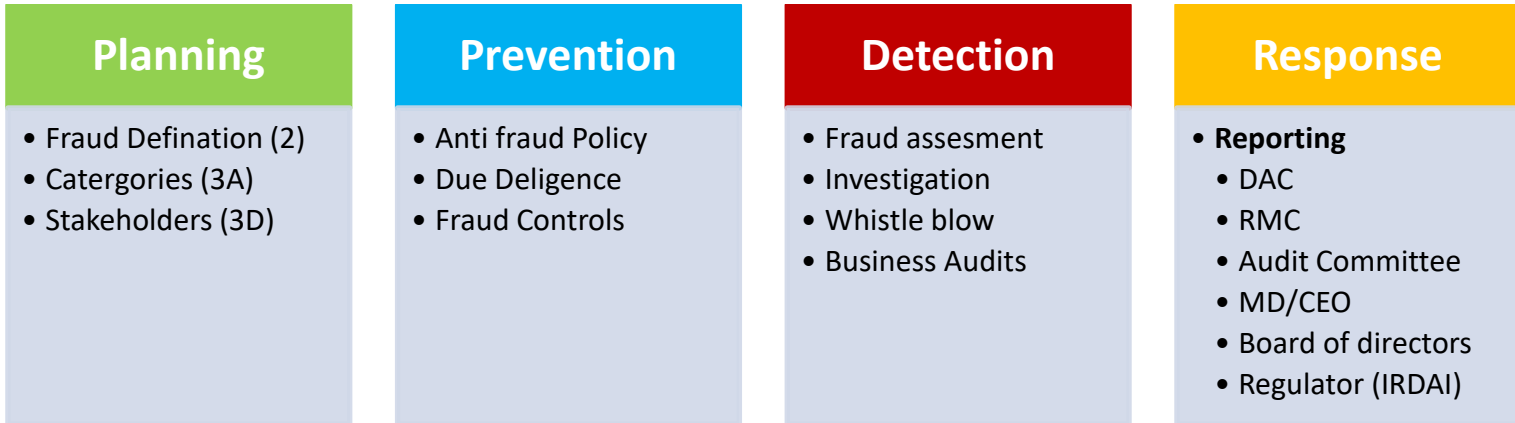 Planning
• Fraud Defination (2)
• Catergories (3A)
• Stakeholders (3D)
Prevention
• Anti fraud Policy
• Due Deligence
• Fraud Controls
Detection
• Fraud assesment
• Investigation
• Whistle blow
• Business Audits
Response
• Reporting
• DAC
• RMC
• Audit Committee
• MD/CEO
• Board of directors
• Regulator (IRDAI)